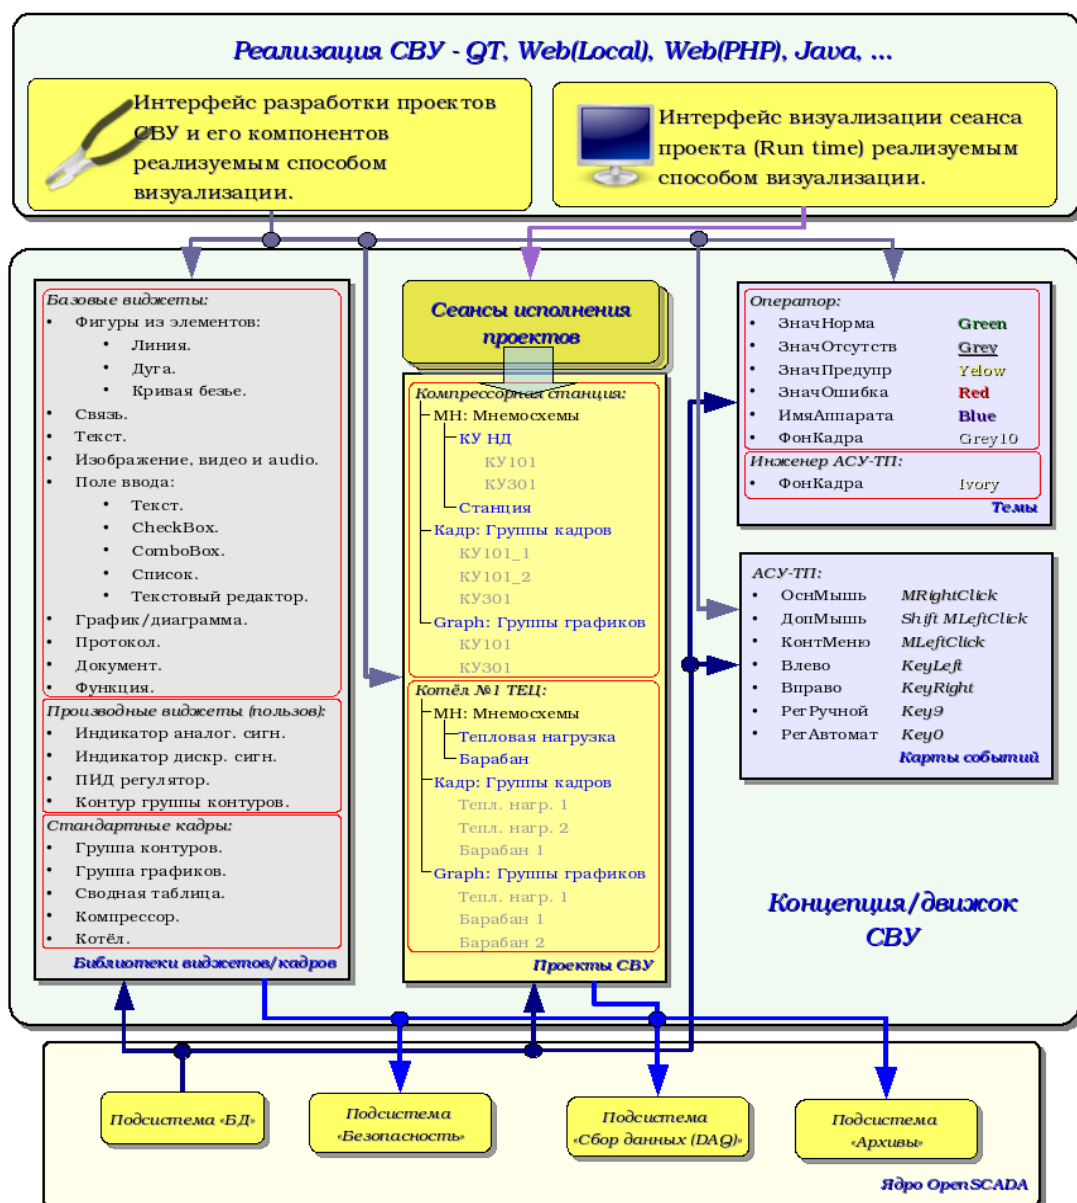 Реализация СВУ - QT, Web(Local), Web(PHP), Java, ...
Интерфейс разработки проектов
СВУ и его компонентов
реализуемым способом
визуализации.
Интерфейс визуализации сеанса
проекта (Run time) реализуемым
способом визуализации.
Базовые виджеты:
• Фигуры из элементов:
• Линия.
• Дуга.
• Кривая безье.
• Связь.
• Текст.
• Изображение, видео и audio.
• Поле ввода:
• Текст.
• CheckBox.
• ComboBox.
• Список.
• Текстовый редактор.
• График/диаграмма.
• Протокол.
• Документ.
• Функция.
Производные виджеты (пользов):
• Индикатор аналог. сигн.
• Индикатор дискр. сигн.
• ПИД регулятор.
• Контур группы контуров.
Стандартные кадры:
• Группа контуров.
• Группа графиков.
• Сводная таблица.
• Компрессор.
• Котёл.
Библиотеки виджетов/кадров
Сеансы исполнения
проектов
Компрессорная станция:
МН: Мнемосхемы
КУ НД
КУ101
КУ301
Станция
Кадр: Группы кадров
КУ101_1
КУ101_2
КУ301
Graph: Группы графиков
КУ101
КУ301
Котёл №1 ТЕЦ:
МН: Мнемосхемы
Тепловая нагрузка
Барабан
Кадр: Группы кадров
Тепл. нагр. 1
Тепл. нагр. 2
Барабан 1
Graph: Группы графиков
Тепл. нагр. 1
Барабан 1
Барабан 2
Проекты СВУ
Оператор:
• ЗначНорма Green
• ЗначОтсутств Grey
• ЗначПредупр Yelow
• ЗначОшибка Red
• ИмяАппарата Blue
• ФонКадра Grey10
Инженер АСУ-ТП:
• ФонКадра Ivory
Темы
АСУ-ТП:
• ОснМышь MRightClick
• ДопМышь Shift MLeftClick
• КонтМеню MLeftClick
• Влево KeyLeft
• Вправо KeyRight
• РегРучной Key9
• РегАвтомат Key0
Карты событий
Концепция/движок
СВУ
Подсистема «БД»
Подсистема
«Безопасность»
Подсистема
«Сбор данных (DAQ)»
Подсистема
«Архивы»
Ядро OpenSCADA